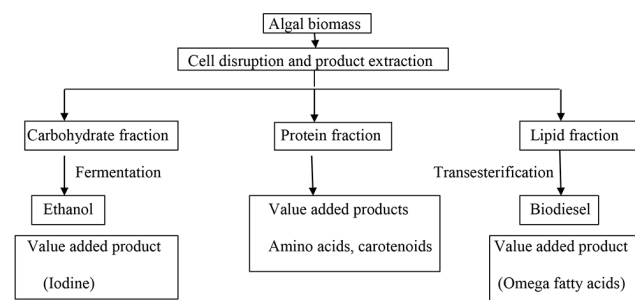 Algal biomass
Cell disruption and product extraction
Carbohydrate fraction
Protein fraction
Lipid fraction
Fermentation
Transesterification
Ethanol
Value added products
Amino acids, carotenoids
Biodiesel
Value added product
(Iodine)
Value added product
(Omega fatty acids)